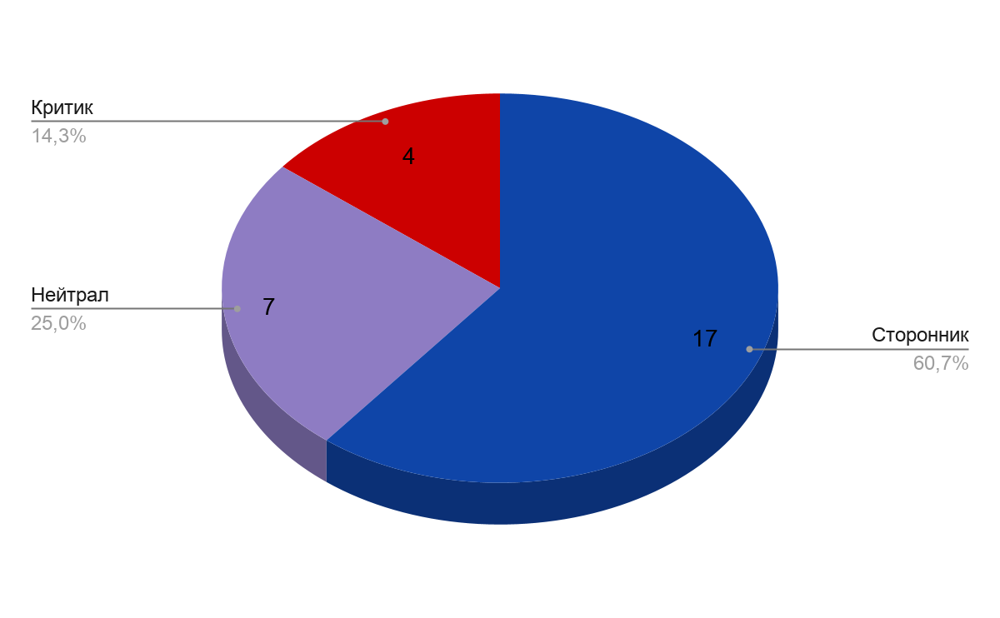 Критик
14,3%
4
Нейтрал
25,0%
7
17
Сторонник
60,7%